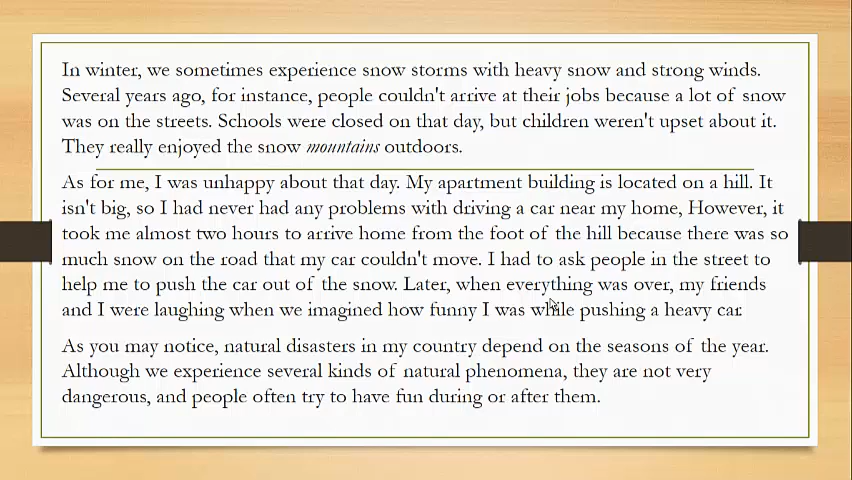 In winter, we sometimes experience snow storms with heavy snow and strong winds.
Several years ago, for instance, people couldn't arrive at their jobs because a lot of snow
was on the streets. Schools were closed on that day, but children weren't upset about it.
They really enjoyed the snow mountains outdoors.
As for me, I was unhappy about that day. My apartment building is located on a hill. It
isn't big, so I had never had any problems with driving a car near my home, However, it
took me almost two hours to arrive home from the foot of the hill because there was so
much snow on the road that my car couldn't move. I had to ask people in the street to
help me to push the car out of the snow. Later, when everything was over, my friends
and I were laughing when we imagined how funny I was while pushing a heavy car.
As you may notice, natural disasters in my country depend on the seasons of the year.
Although we experience several kinds of natural phenomena, they are not very
dangerous, and people often try to have fun during or after them.